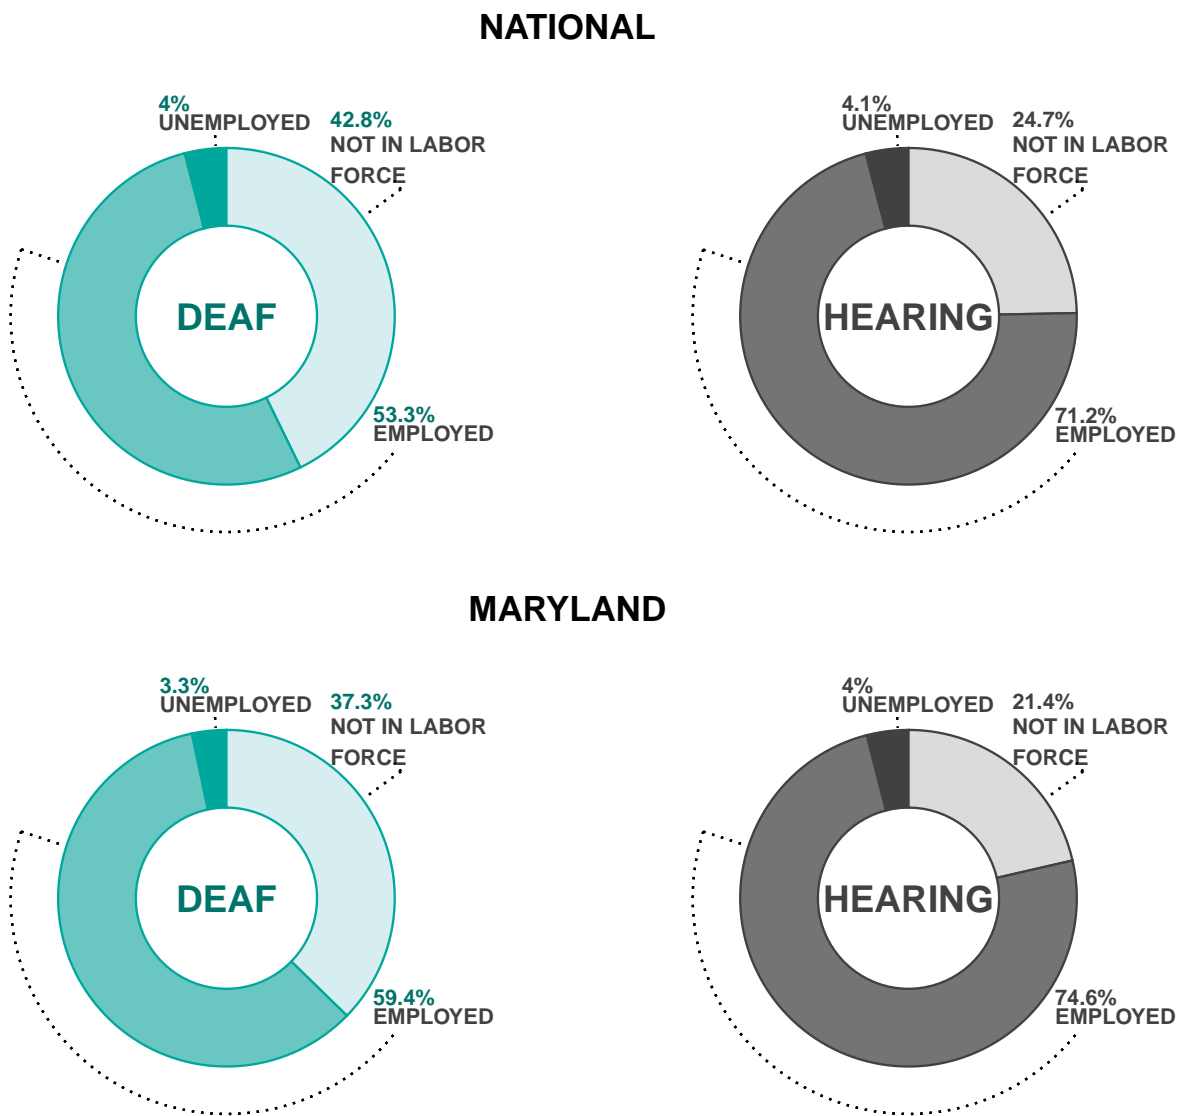 NATIONAL
4%
UNEMPLOYED
42.8%
NOT IN LABOR
FORCE
DEAF
53.3%
EMPLOYED
4.1%
UNEMPLOYED
24.7%
NOT IN LABOR
FORCE
HEARING
71.2%
EMPLOYED
MARYLAND
3.3%
UNEMPLOYED
37.3%
NOT IN LABOR
FORCE
DEAF
59.4%
EMPLOYED
4%
UNEMPLOYED
21.4%
NOT IN LABOR
FORCE
HEARING
74.6%
EMPLOYED